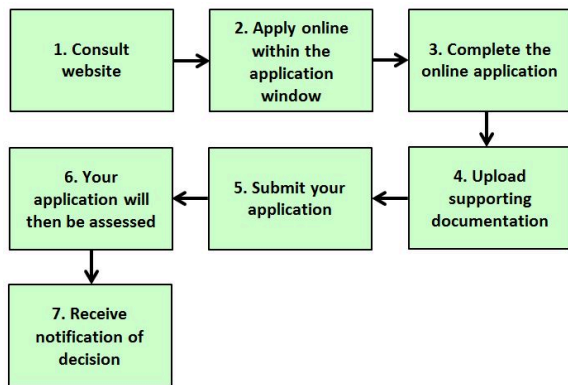 1. Consult
website
2. Apply online
within the
application
window
3. Complete the
online application
4. Upload
supporting
documentation
5. Submit your
application
6. Your
application will
then be assessed
7. Receive
notification of
decision